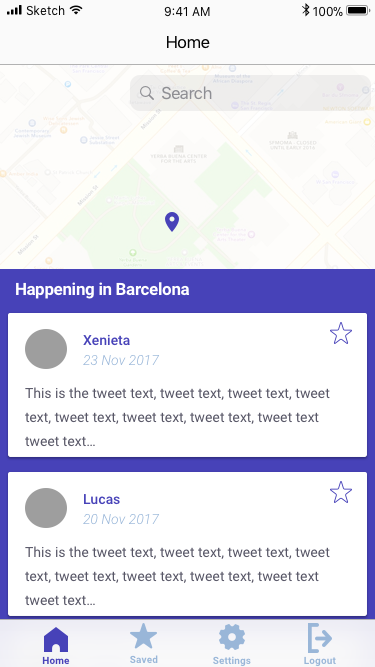 Sketch
9:41 AM
100%
Home
Search
Happening in Barcelona
Xenieta
23 Nov 2017
This is the tweet text, tweet text, tweet text, tweet
text, tweet text, tweet text, tweet text, tweet text
tweet text...
Lucas
20 Nov 2017
This is the tweet text, tweet text, tweet text, tweet
text, tweet text, tweet text, tweet text, tweet text
tweet text...
Home
Saved
Settings
Logout